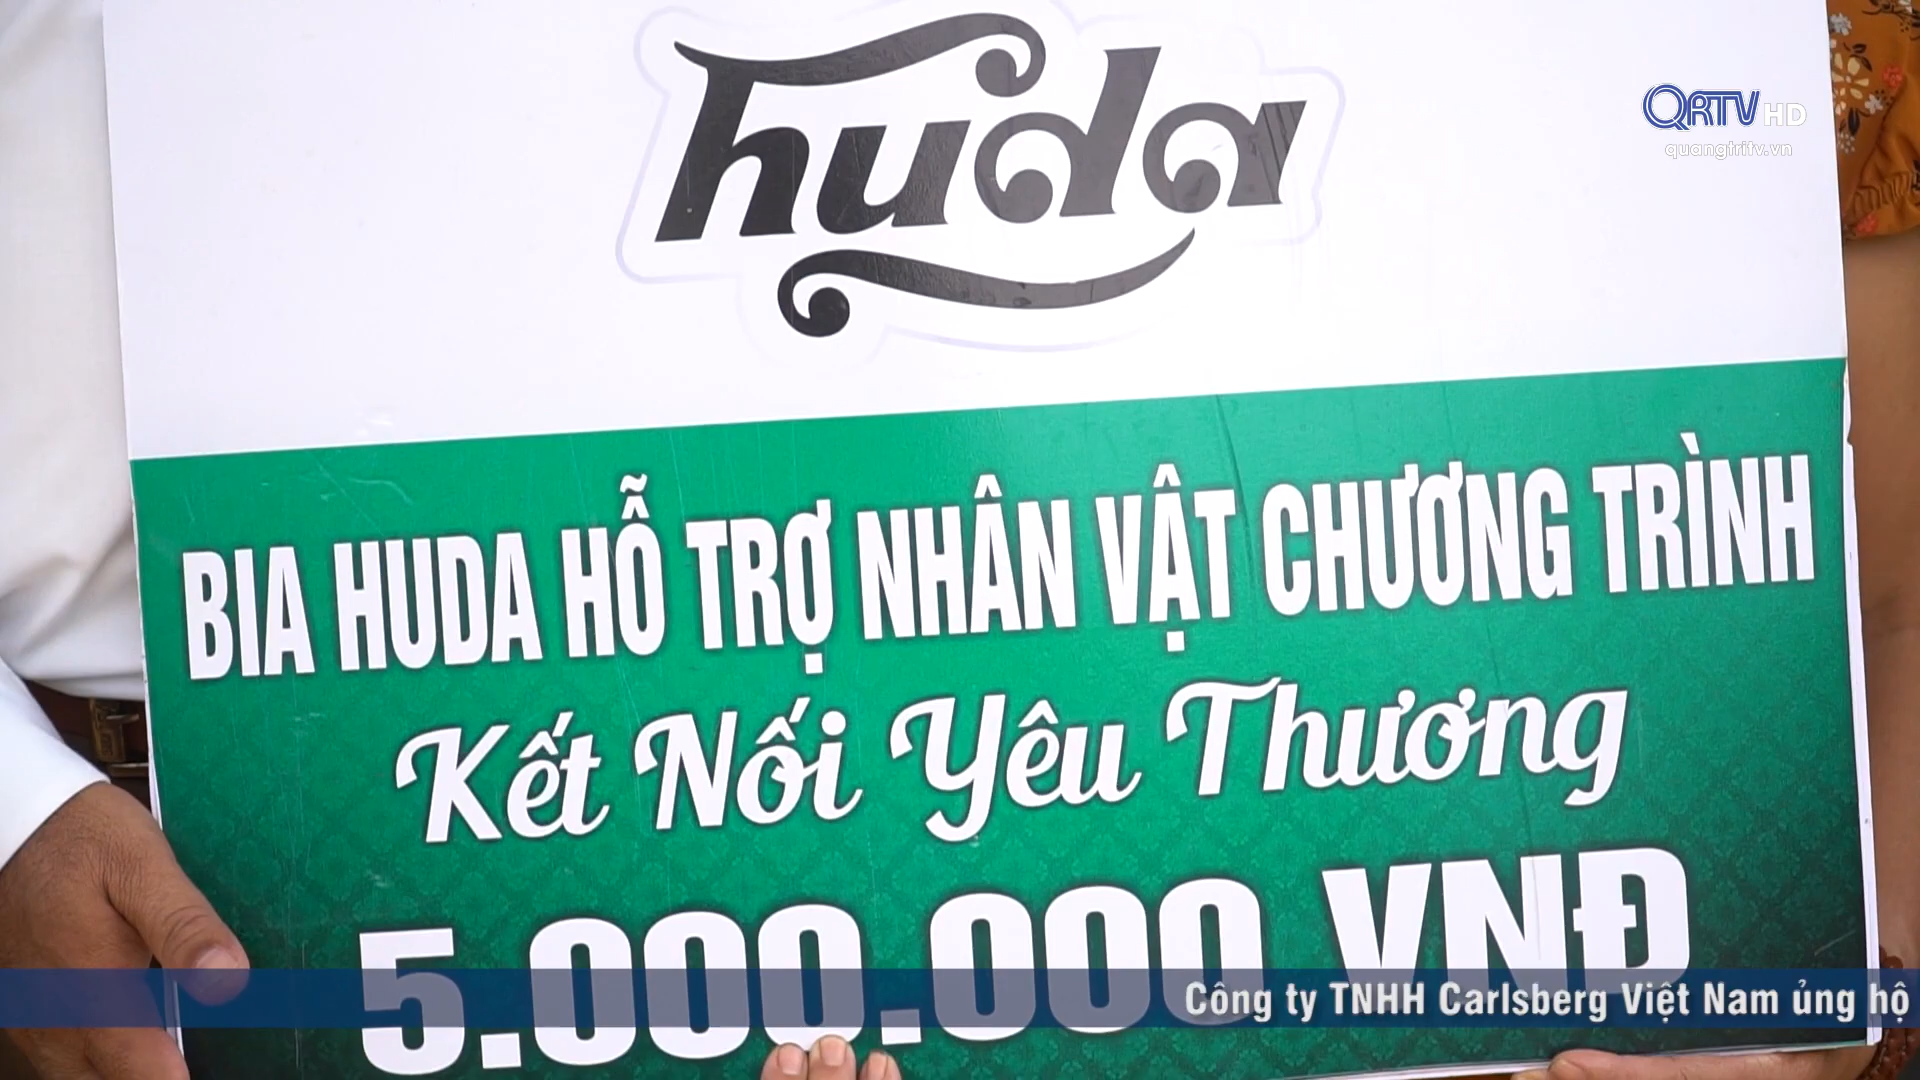 huda
QRTV HD
quangtritv.vn
BIA HUDA HỖ TRỢ NHÂN VẬT CHƯƠNG TRÌNH
Kết Nối Yêu Thương
5.000.000 VNĐ
Công ty TNHH Carlsberg Việt Nam ủng hộ